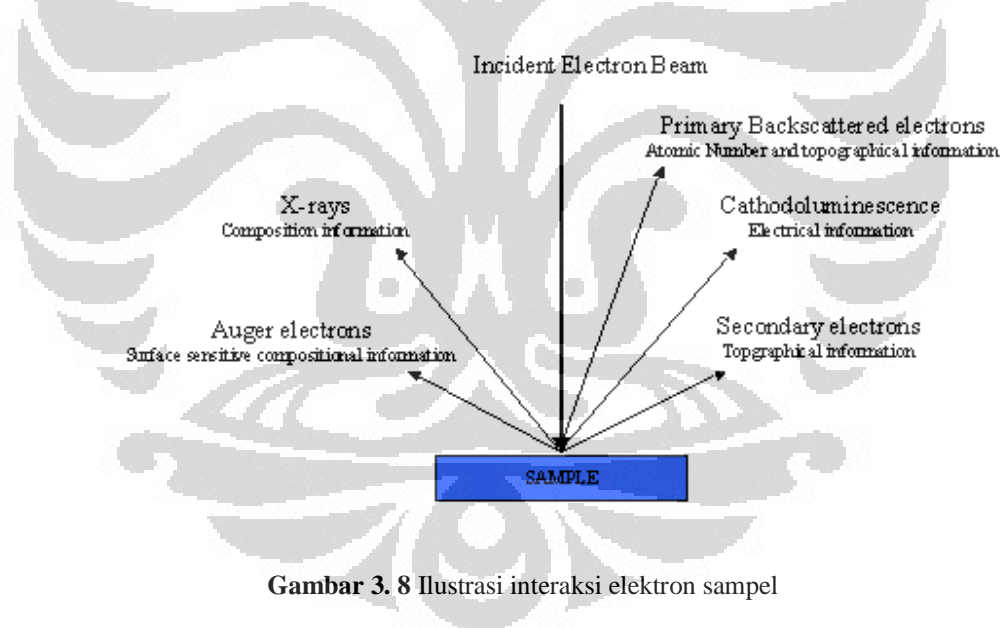 Incident Electron Beam
Primary Backscattered electrons
Atomic Number and topographical information
X-rays
Composition information
Cathodoluminescence
Electrical information
Auger electrons
Surface sensitive compositional information
Secondary electrons
Topographical information
SAMPLE
Gambar 3. 8 Ilustrasi interaksi elektron sampel